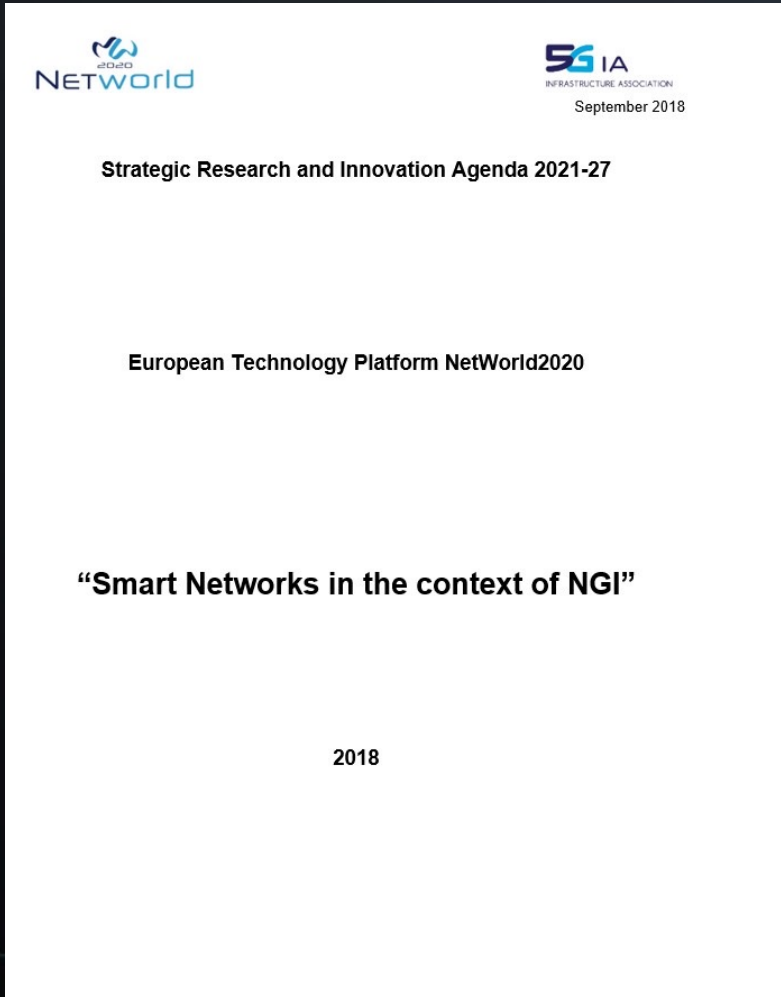 2020
NETWorld
5G IA
INFRASTRUCTURE ASSOCIATION
September 2018
Strategic Research and Innovation Agenda 2021-27
European Technology Platform NetWorld2020
“Smart Networks in the context of NGI”
2018